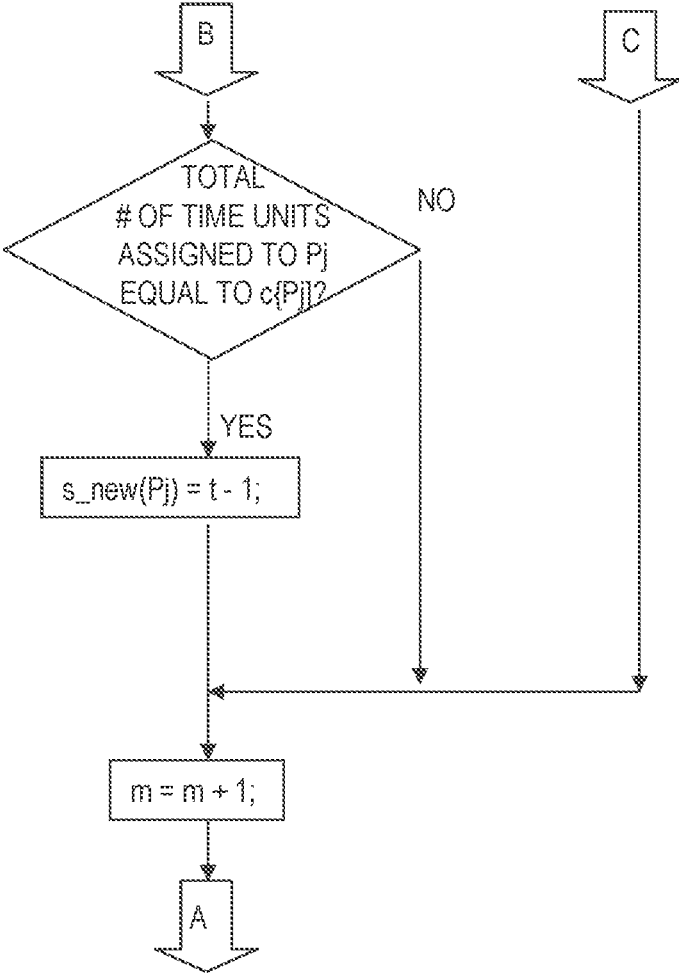 B
C
TOTAL
# OF TIME UNITS
ASSIGNED TO Pj
EQUAL TO c{Pj]?
NO
YES
s_new(Pj) = t - 1;
m = m + 1;
A